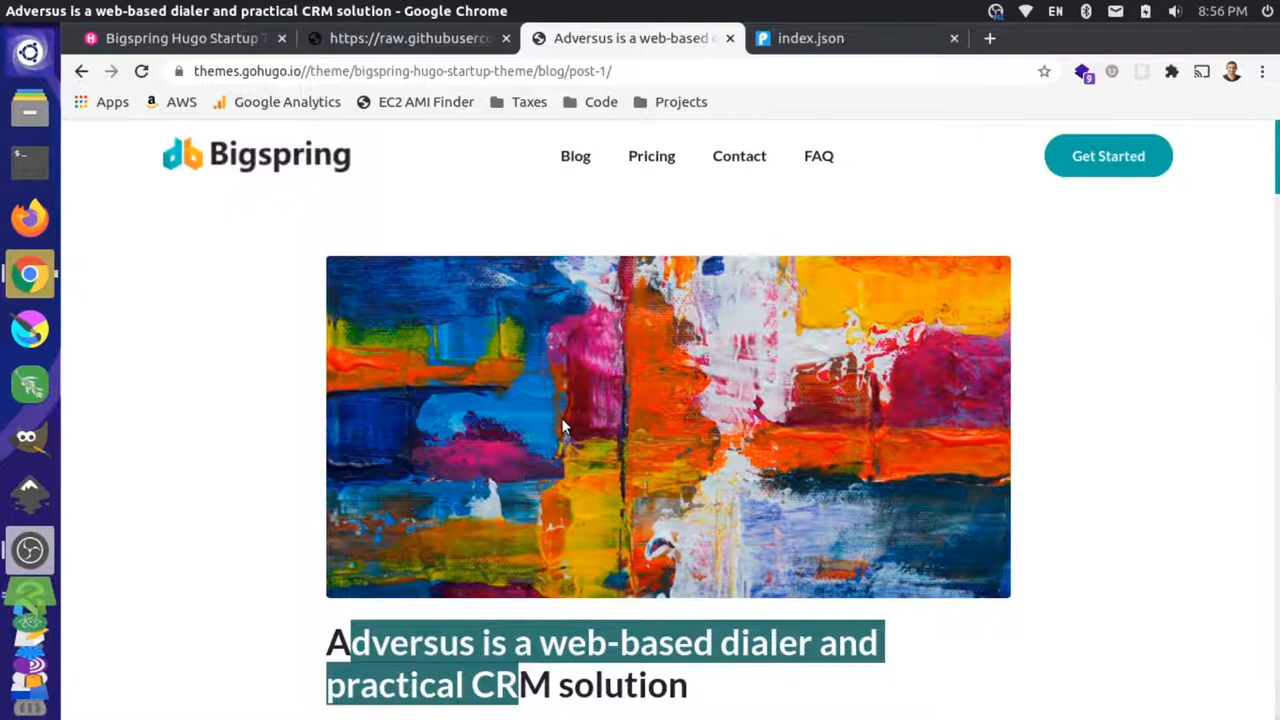 Adversus is a web-based dialer and practical CRM solution - Google Chrome
EN
8:56 PM
Bigspring Hugo Startup T
https://raw.githubuserco
Adversus is a web-based d
index.json
themes.gohugo.io//theme/bigspring-hugo-startup-theme/blog/post-1/
9
Apps
AWS
Google Analytics
EC2 AMI Finder
Taxes
Code
Projects
Bigspring
Blog
Pricing
Contact
FAQ
Get Started
Adversus is a web-based dialer and
practical CRM solution